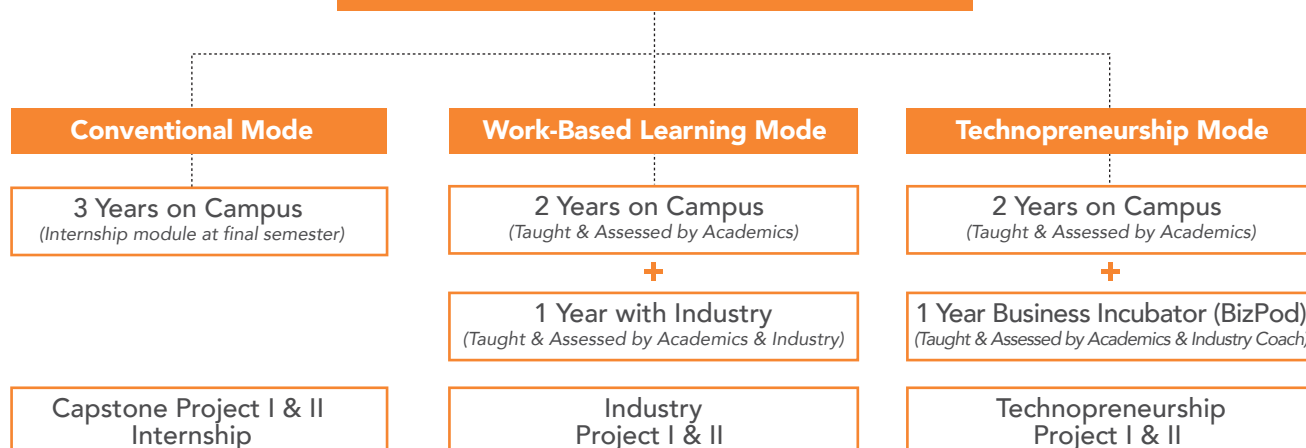 Conventional Mode
3 Years on Campus
(Internship module at final semester)
Capstone Project I & II
Internship
Work-Based Learning Mode
2 Years on Campus
(Taught & Assessed by Academics)
+
1 Year with Industry
(Taught & Assessed by Academics & Industry)
Industry
Project I & II
Technopreneurship Mode
2 Years on Campus
(Taught & Assessed by Academics)
+
1 Year Business Incubator (BizPod)
(Taught & Assessed by Academics & Industry Coach)
Technopreneurship
Project I & II